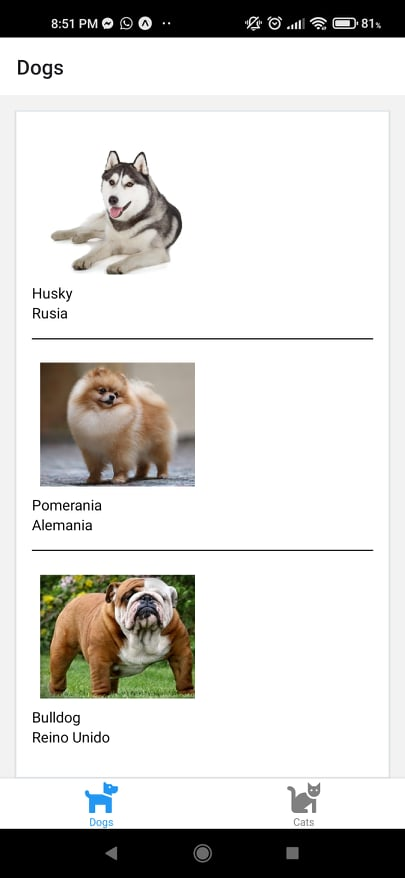 8:51 PM
81%
Dogs
Husky
Rusia
Pomerania
Alemania
Bulldog
Reino Unido
Dogs
Cats